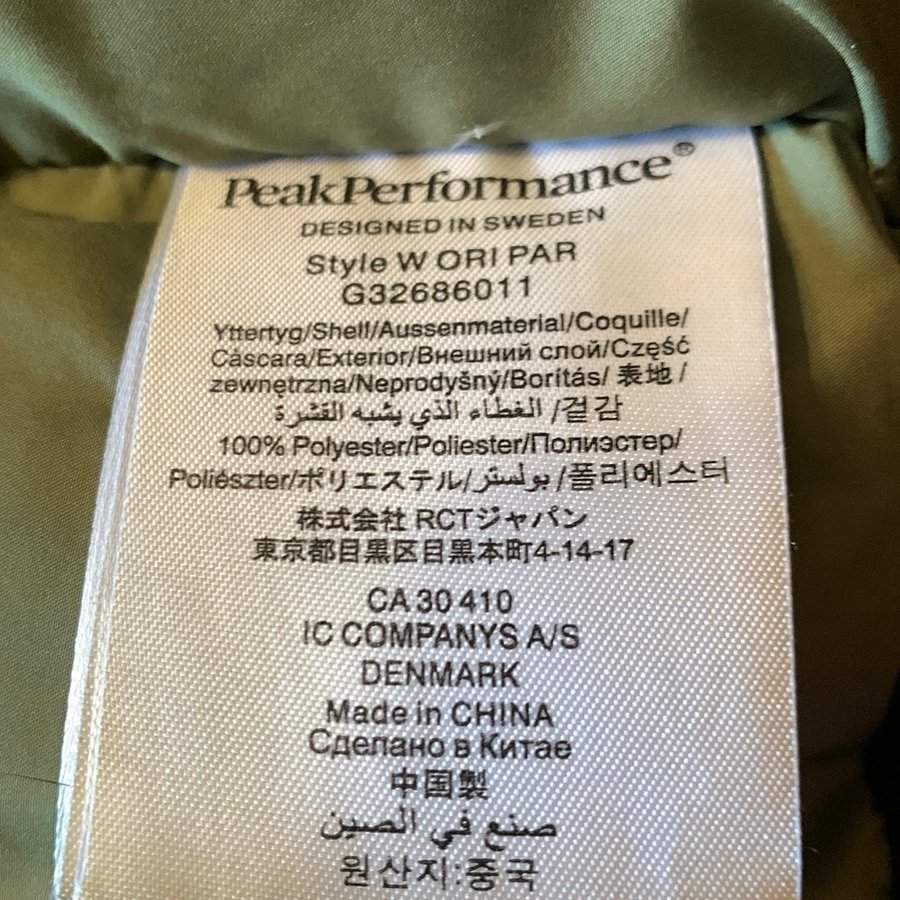 PeakPerformance®
DESIGNED IN SWEDEN
Style W ORI PAR
G32686011
Yttertyg/Shell/Aussenmaterial/Coquille/
Càscara/Exterior/Внешний слой/Część
zewnętrzna/Neprodyšný/Borítás/ 表地 /
الغطاء الذي يشبه القشرة /겉감
100% Polyester/Poliester/Полиэстер/
Poliészter/ポリエステル/بولستر /폴리에스터
株式会社 RCTジャパン
東京都目黒区目黒本町4-14-17
CA 30 410
IC COMPANYS A/S
DENMARK
Made in CHINA
Сделано в Китае
中国製
صنع في الصين
원산지:중국